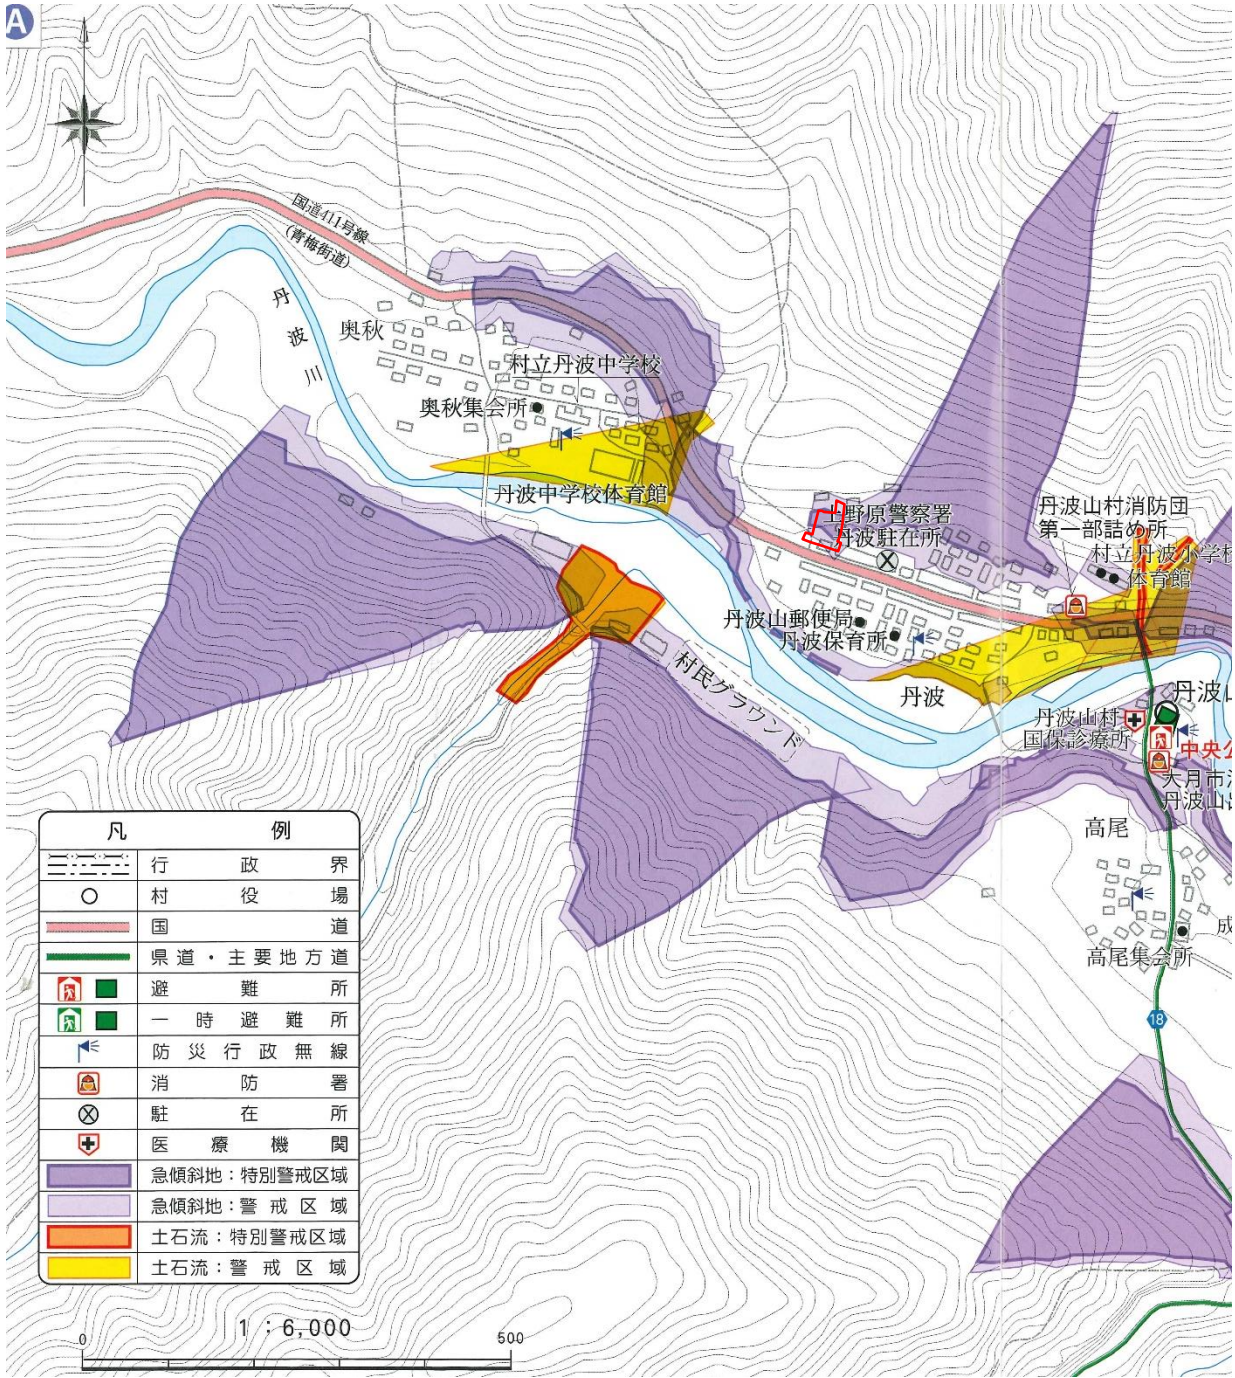 A
国道411号線
(青梅街道)
丹波川
奥秋
村立丹波中学校
奥秋集会所
丹波中学校体育館
上野原警察署
丹波駐在所
丹波山村消防団
第一部詰め所
村立丹波小学校
体育館
丹波山郵便局
丹波保育所
村民グラウンド
丹波
丹波山村
国保診療所
丹波山
中央公
大月市消
丹波山出
高尾
成
高尾集会所
18
凡例
行政界
村役場
国道
県道・主要地方道
避難所
一時避難所
防災行政無線
消防署
駐在所
医療機関
急傾斜地：特別警戒区域
急傾斜地：警戒区域
土石流：特別警戒区域
土石流：警戒区域
1：6,000
0
500